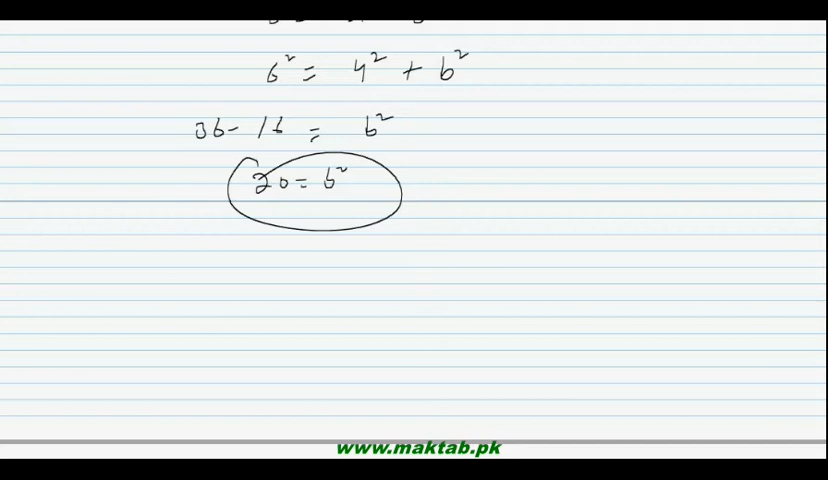 6² = 4² + b²
36 - 16 = b²
20 = b²
www.maktab.pk